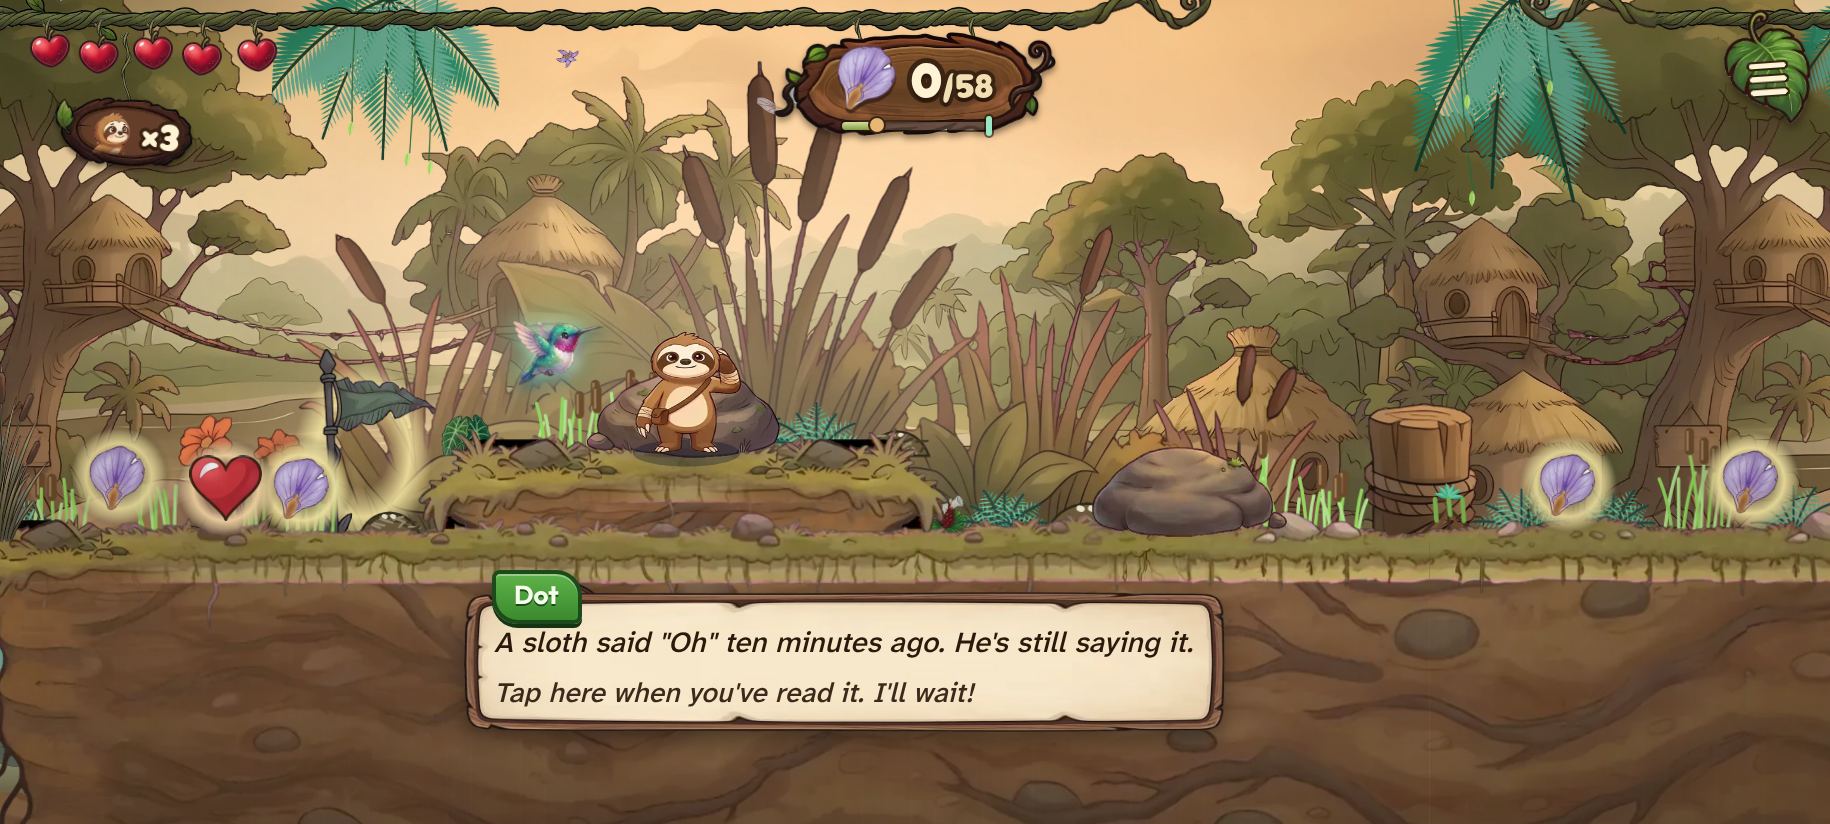 x3
0/58
Dot
A sloth said "Oh" ten minutes ago. He's still saying it.
Tap here when you've read it. I'll wait!